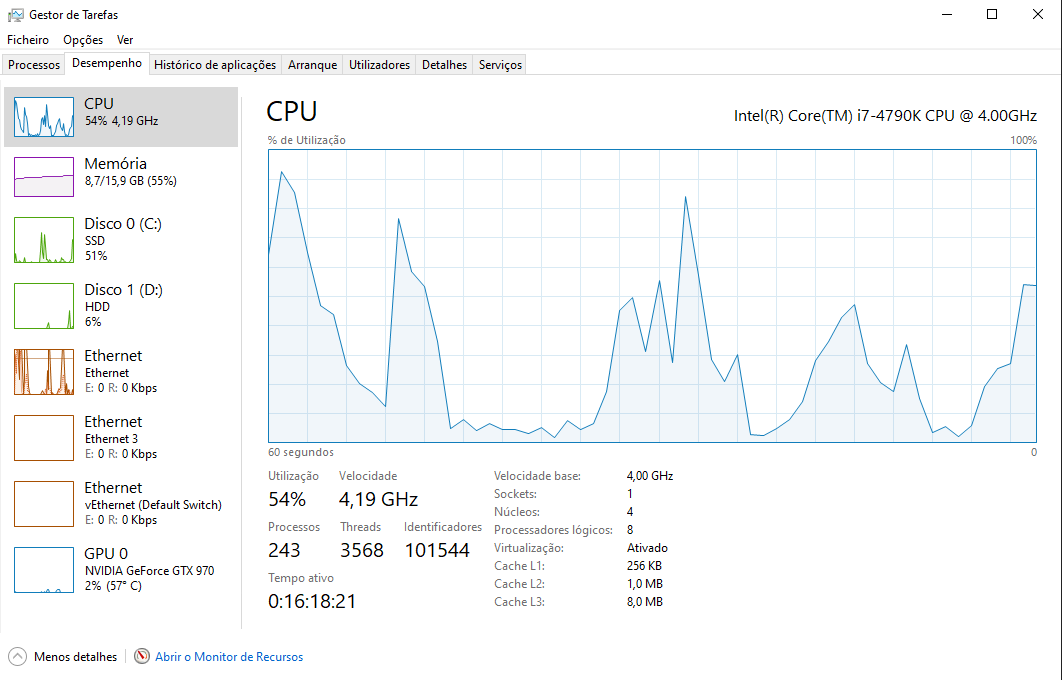 Gestor de Tarefas
Ficheiro Opções Ver
Processos Desempenho Histórico de aplicações Arranque Utilizadores Detalhes Serviços
CPU
54% 4,19 GHz
Memória
8,7/15,9 GB (55%)
Disco 0 (C:)
SSD
51%
Disco 1 (D:)
HDD
6%
Ethernet
Ethernet
E: 0 R: 0 Kbps
Ethernet
Ethernet 3
E: 0 R: 0 Kbps
Ethernet
vEthernet (Default Switch)
E: 0 R: 0 Kbps
GPU 0
NVIDIA GeForce GTX 970
2% (57° C)
CPU
Intel(R) Core(TM) i7-4790K CPU @ 4.00GHz
% de Utilização 100%
60 segundos 0
Utilização Velocidade
54% 4,19 GHz
Processos Threads Identificadores
243 3568 101544
Tempo ativo
0:16:18:21
Velocidade base: 4,00 GHz
Sockets: 1
Núcleos: 4
Processadores lógicos: 8
Virtualização: Ativado
Cache L1: 256 KB
Cache L2: 1,0 MB
Cache L3: 8,0 MB
Menos detalhes Abrir o Monitor de Recursos